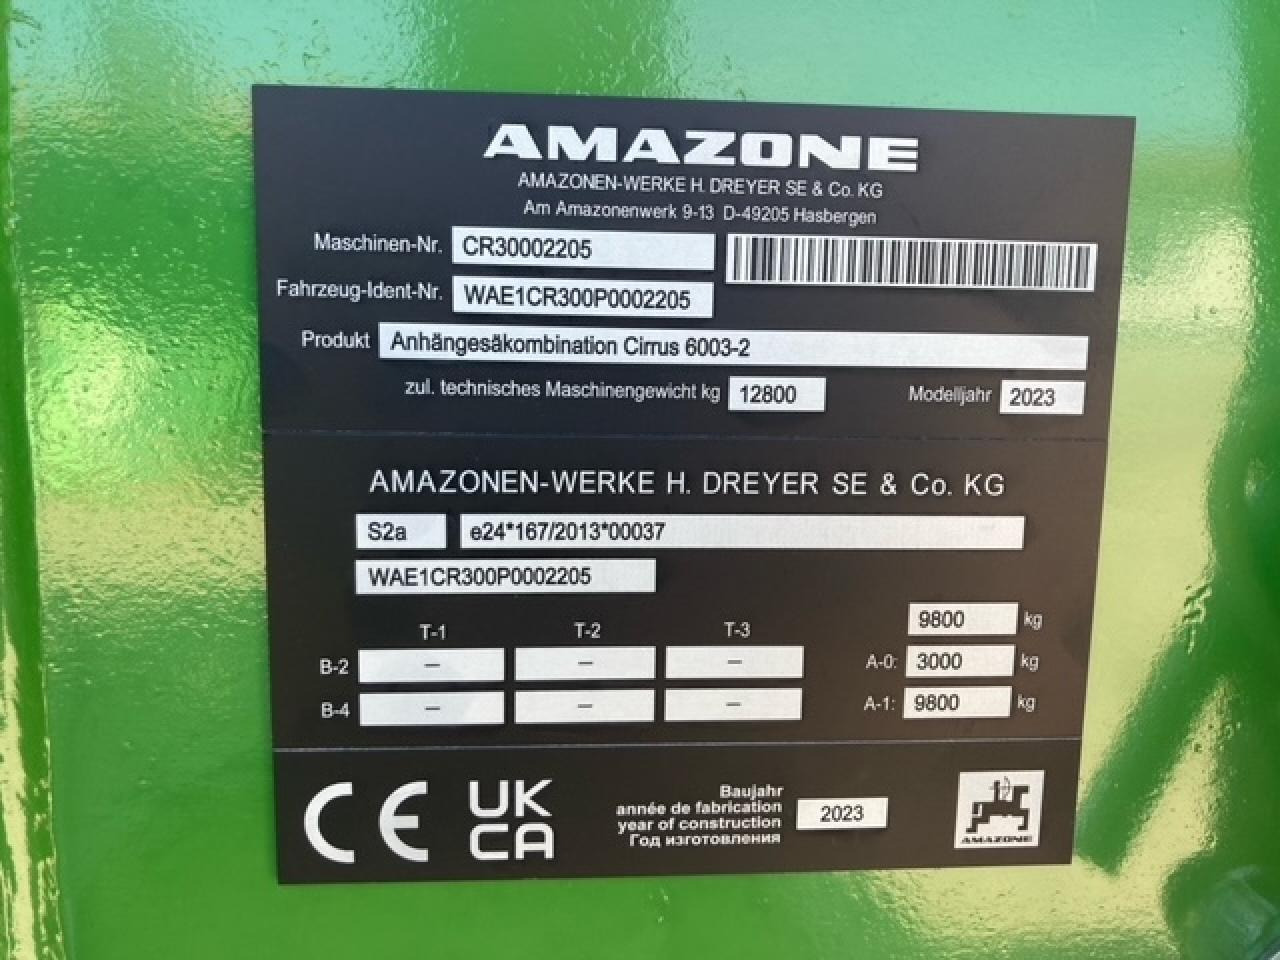 AMAZONE
AMAZONEN-WERKE H. DREYER SE & Co. KG
Am Amazonenwerk 9-13 D-49205 Hasbergen
Maschinen-Nr. CR30002205
Fahrzeug-Ident-Nr. WAE1CR300P0002205
Produkt Anhängesäkombination Cirrus 6003-2
zul. technisches Maschinengewicht kg 12800 Modelljahr 2023
AMAZONEN-WERKE H. DREYER SE & Co. KG
S2a e24*167/2013*00037
WAE1CR300P0002205
9800 kg
T-1 T-2 T-3
B-2 – – – A-0: 3000 kg
B-4 – – – A-1: 9800 kg
CE UK
CA
Baujahr
année de fabrication
year of construction 2023
Год изготовления
AMAZONE